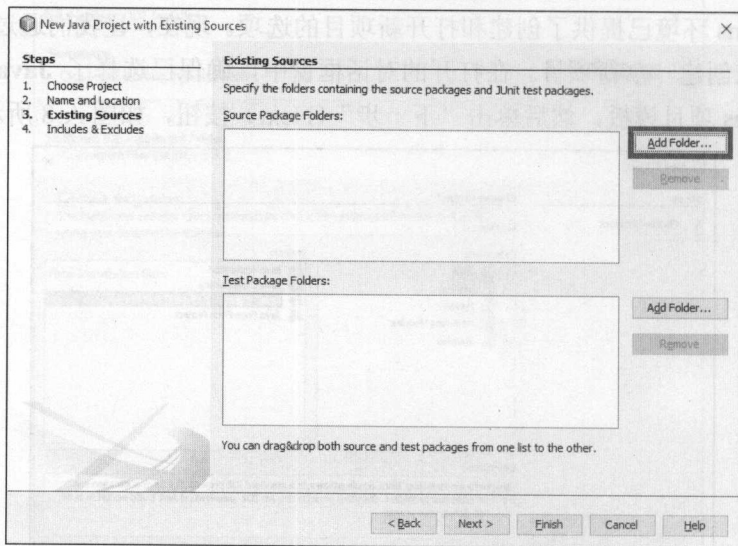 New Java Project with Existing Sources
Steps
1. Choose Project
2. Name and Location
3. Existing Sources
4. Includes & Excludes
Existing Sources
Specify the folders containing the source packages and JUnit test packages.
Source Package Folders:
Add Folder...
Remove
Test Package Folders:
Add Folder...
Remove
You can drag&drop both source and test packages from one list to the other.
< Back
Next >
Finish
Cancel
Help